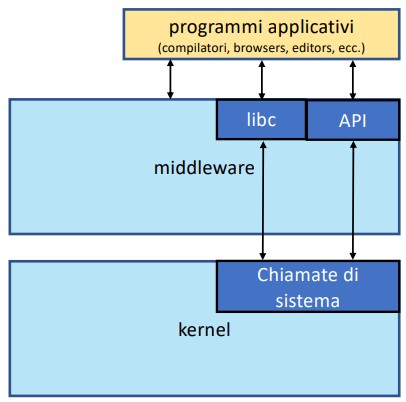 programmi applicativi
(compilatori, browsers, editors, ecc.)
libc
API
middleware
Chiamate di
sistema
kernel